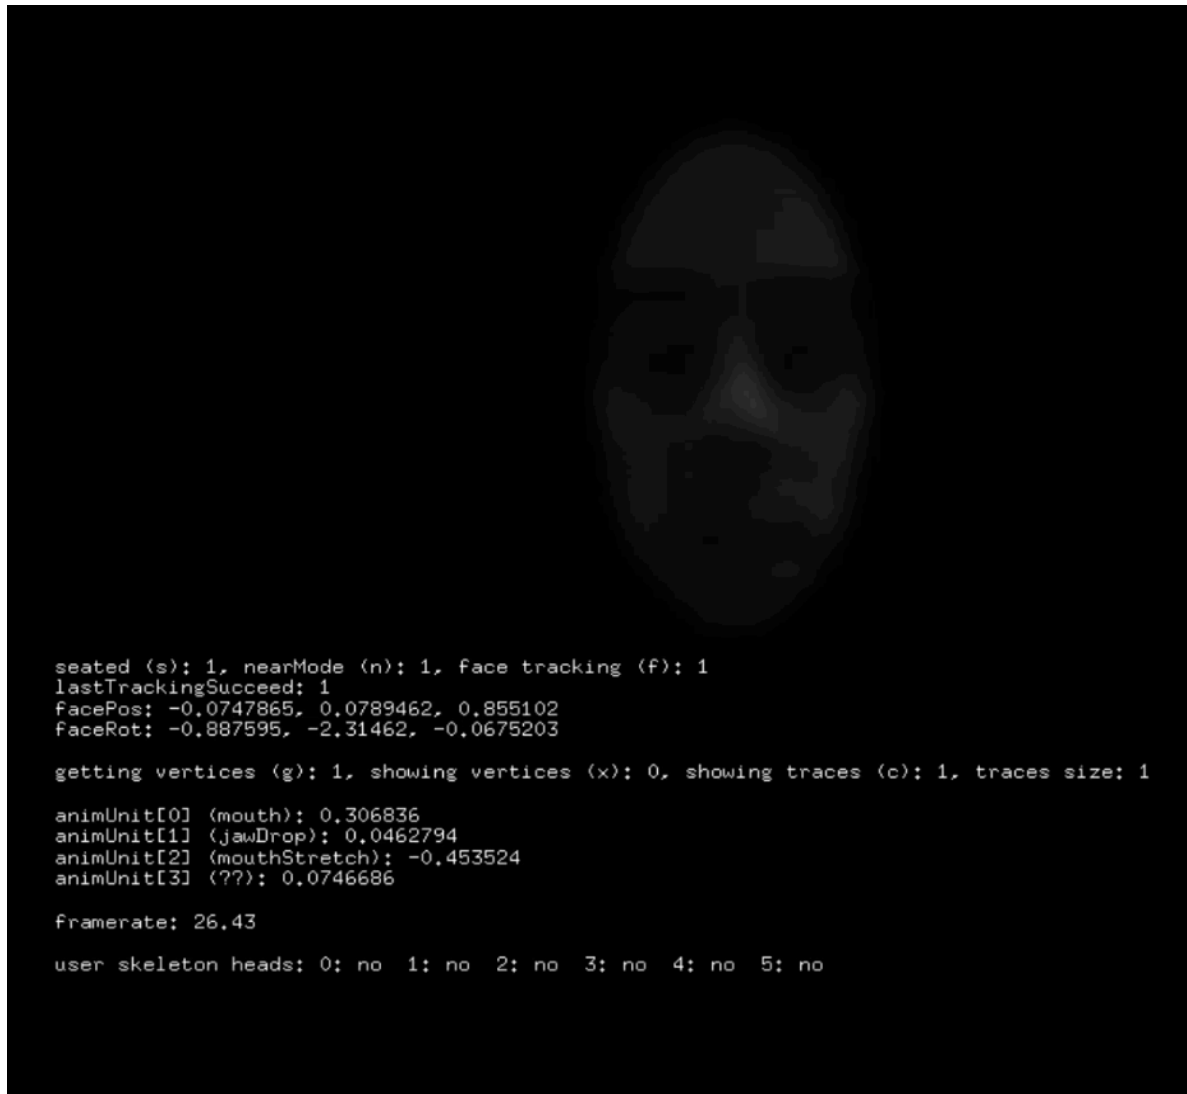 seated (s): 1, nearMode (n): 1, face tracking (f): 1
lastTrackingSucceed: 1
facePos: -0.0747865, 0.0789462, 0.855102
faceRot: -0.887595, -2.31462, -0.0675203
getting vertices (g): 1, showing vertices (x): 0, showing traces (c): 1, traces size: 1
animUnit[0] (mouth): 0.306836
animUnit[1] (jawDrop): 0.0462794
animUnit[2] (mouthStretch): -0.453524
animUnit[3] (??): 0.0746686
framerate: 26.43
user skeleton heads: 0: no  1: no  2: no  3: no  4: no  5: no